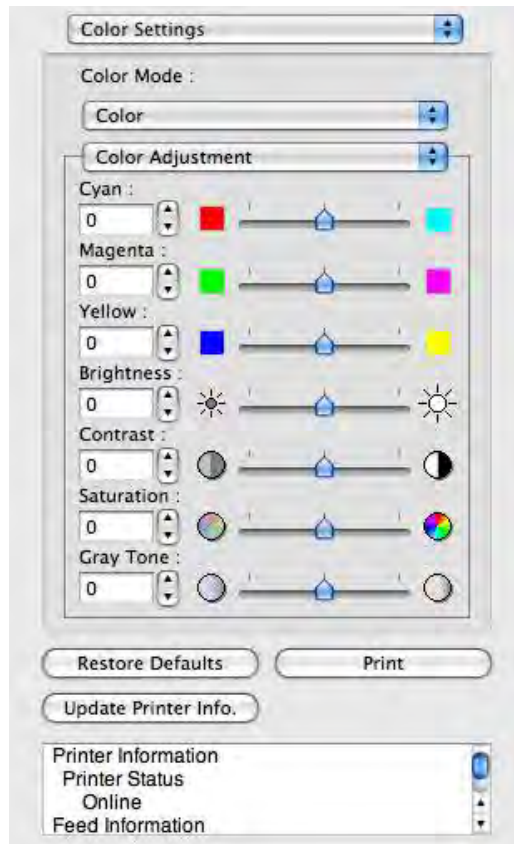 Color Settings
Color Mode :
Color
Color Adjustment
Cyan :
0
Magenta :
0
Yellow :
0
Brightness :
0
Contrast :
0
Saturation :
0
Gray Tone :
0
Restore Defaults
Print
Update Printer Info.
Printer Information
Printer Status
Online
Feed Information